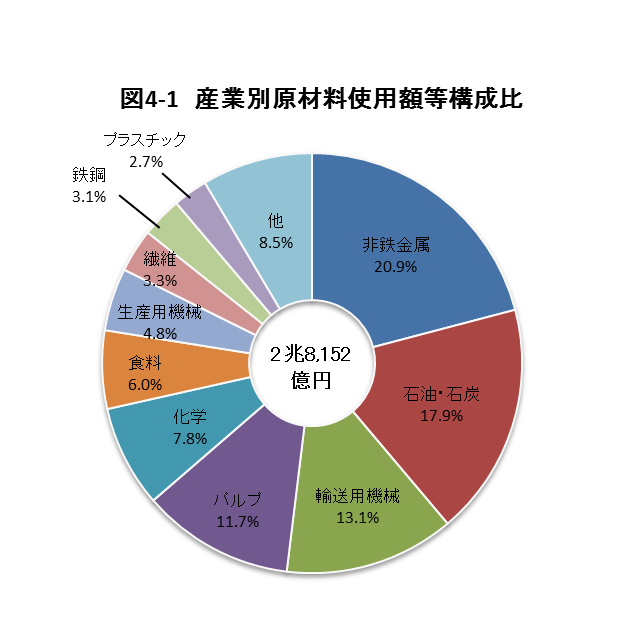 図4-1 産業別原材料使用額等構成比
プラスチック
2.7%
鉄鋼
3.1%
他
8.5%
非鉄金属
20.9%
繊維
3.3%
生産用機械
4.8%
2兆8,152
億円
食料
6.0%
石油・石炭
17.9%
化学
7.8%
パルプ
11.7%
輸送用機械
13.1%